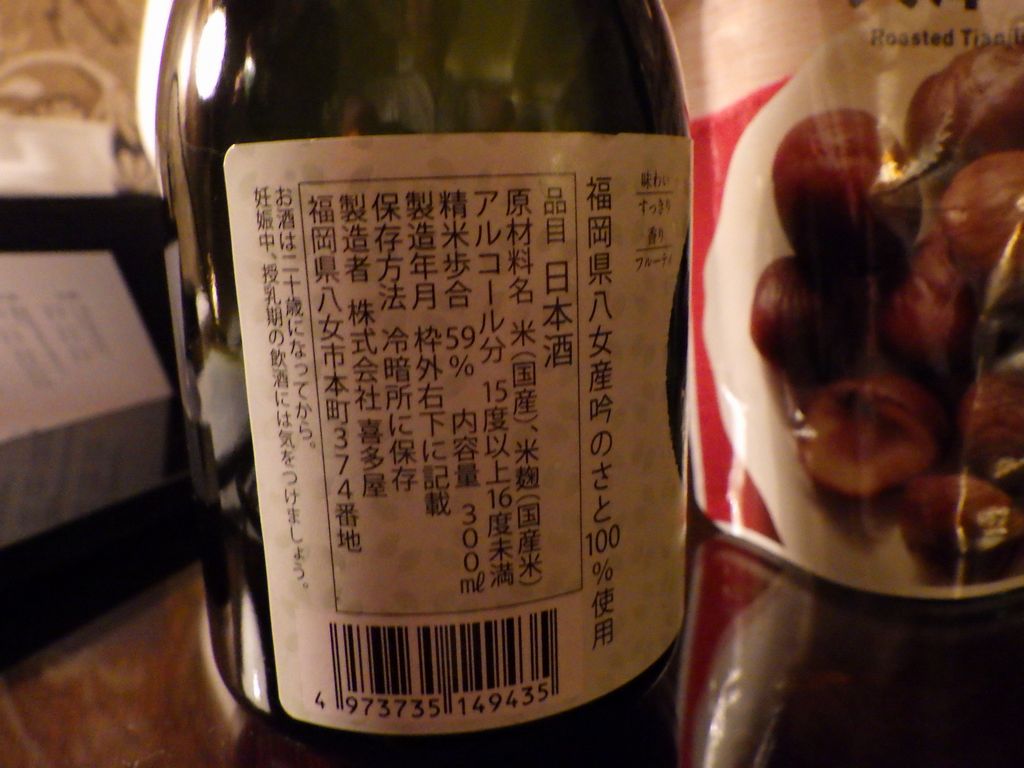 味わい
すっきり
香り
フルーティ
福岡県八女産吟のさと100%使用
品目 日本酒
原材料名 米(国産)、米麹(国産米)
アルコール分 15度以上16度未満
精米歩合 59% 内容量 300ml
製造年月 枠外右下に記載
保存方法 冷暗所に保存
製造者 株式会社 喜多屋
福岡県八女市本町374番地
お酒は二十歳になってから。
妊娠中、授乳期の飲酒には気をつけましょう。
4 973735 149435
Roasted